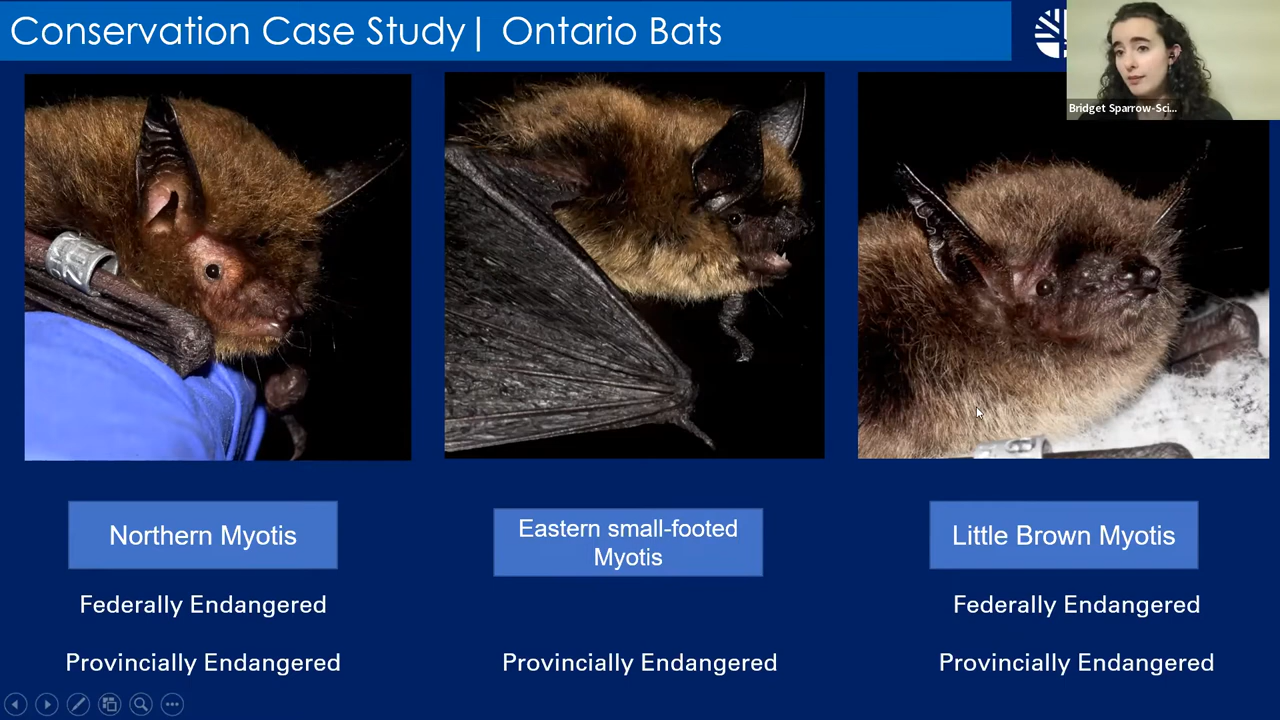 Conservation Case Study| Ontario Bats
Bridget Sparrow-Sci...
Northern Myotis
Eastern small-footed
Myotis
Little Brown Myotis
Federally Endangered
Federally Endangered
Provincially Endangered
Provincially Endangered
Provincially Endangered